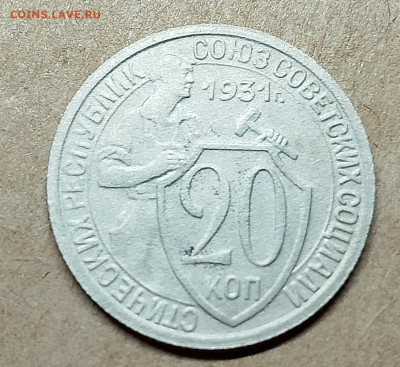 COINS.LAVE.RU
СОЮЗ СОВЕТСКИХ СОЦИАЛИСТИЧЕСКИХ РЕСПУБЛИК
1931г.
20
КОП